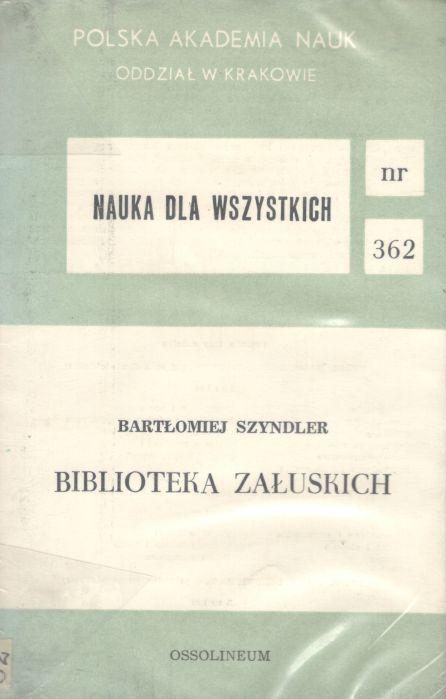 POLSKA AKADEMIA NAUK
ODDZIAŁ W KRAKOWIE
NAUKA DLA WSZYSTKICH
nr
362
BARTŁOMIEJ SZYNDLER
BIBLIOTEKA ZAŁUSKICH
OSSOLINEUM